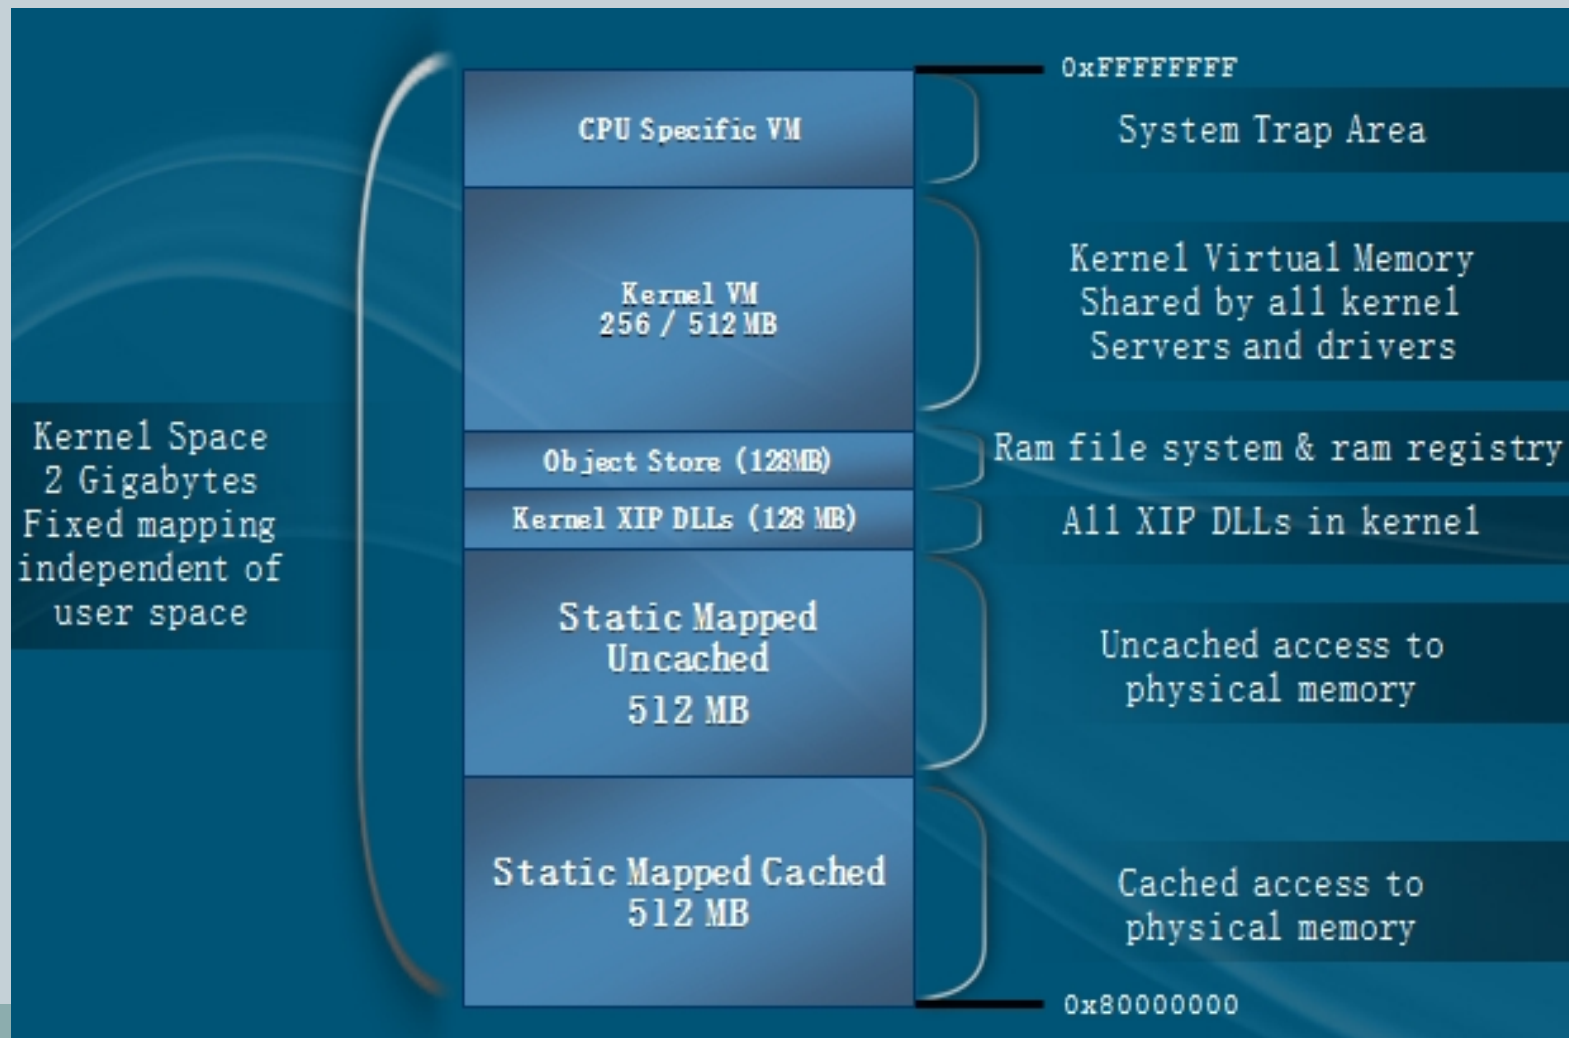 0xFFFFFFFF
CPU Specific VM
System Trap Area
Kernel VM
256 / 512 MB
Kernel Virtual Memory
Shared by all kernel
Servers and drivers
Kernel Space
2 Gigabytes
Fixed mapping
independent of
user space
Object Store (128MB)
Ram file system & ram registry
Kernel XIP DLLs (128 MB)
All XIP DLLs in kernel
Static Mapped
Uncached
512 MB
Uncached access to
physical memory
Static Mapped Cached
512 MB
Cached access to
physical memory
0x80000000